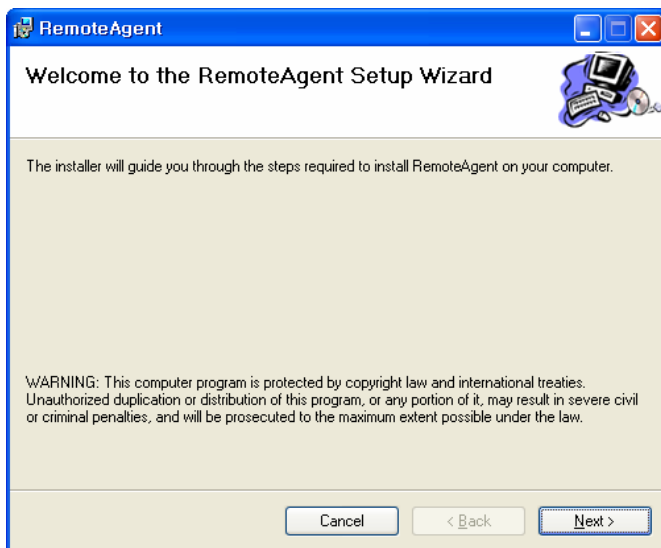 RemoteAgent
Welcome to the RemoteAgent Setup Wizard
The installer will guide you through the steps required to install RemoteAgent on your computer.
WARNING: This computer program is protected by copyright law and international treaties.
Unauthorized duplication or distribution of this program, or any portion of it, may result in severe civil
or criminal penalties, and will be prosecuted to the maximum extent possible under the law.
Cancel
< Back
Next >